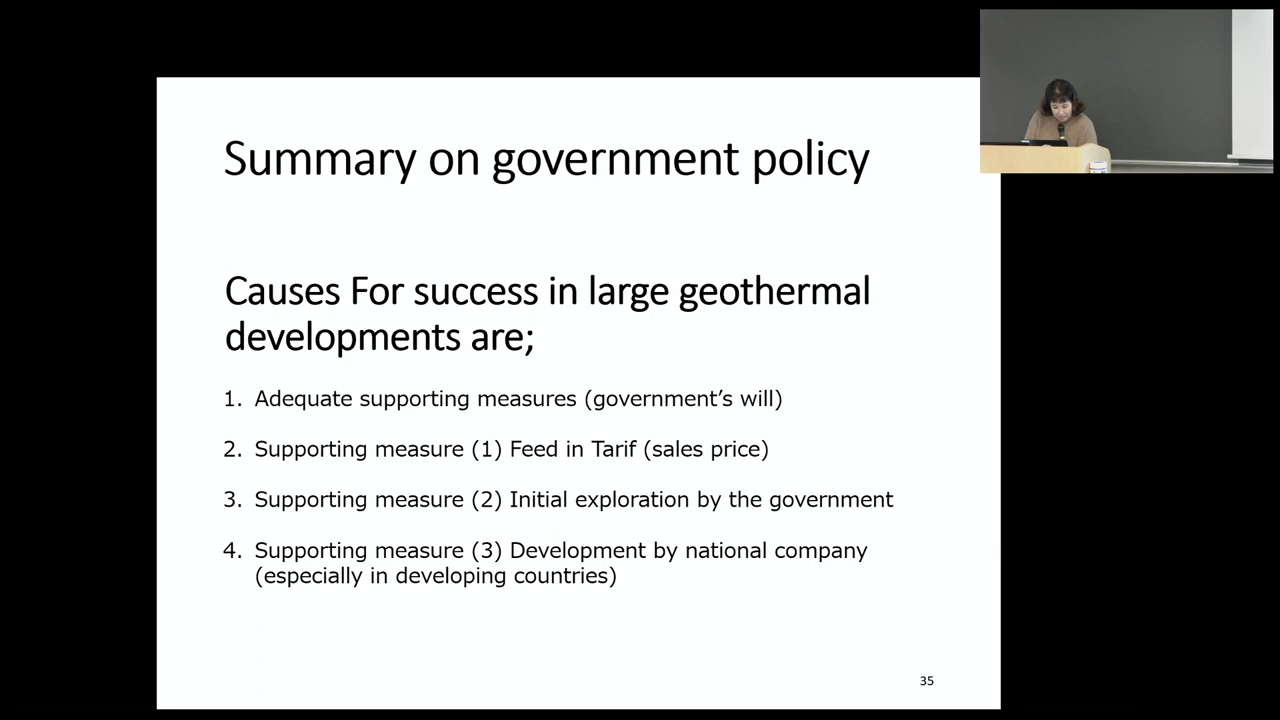 Summary on government policy
Causes For success in large geothermal
developments are;
1. Adequate supporting measures (government’s will)
2. Supporting measure (1) Feed in Tarif (sales price)
3. Supporting measure (2) Initial exploration by the government
4. Supporting measure (3) Development by national company
(especially in developing countries)
35